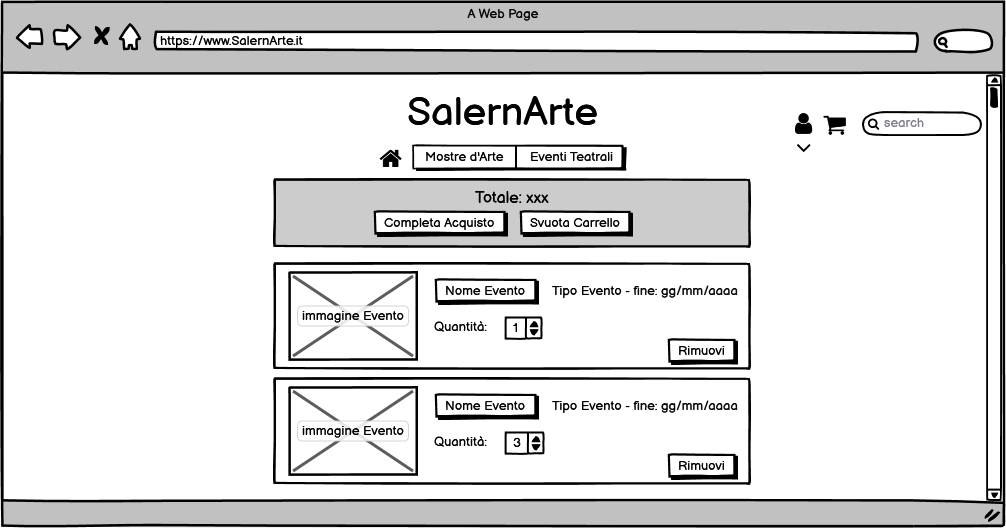 A Web Page
https://www.SalernArte.it
SalernArte
search
Mostre d'Arte Eventi Teatrali
Totale: xxx
Completa Acquisto Svuota Carrello
immagine Evento
Nome Evento Tipo Evento - fine: gg/mm/aaaa
Quantità: 1
Rimuovi
immagine Evento
Nome Evento Tipo Evento - fine: gg/mm/aaaa
Quantità: 3
Rimuovi